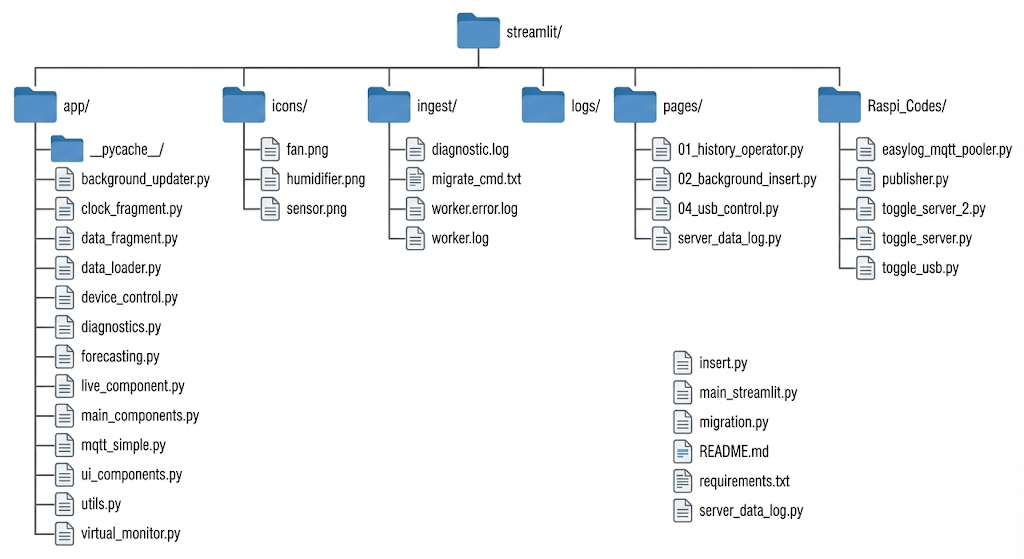 streamlit/
app/
__pycache__/
background_updater.py
clock_fragment.py
data_fragment.py
data_loader.py
device_control.py
diagnostics.py
forecasting.py
live_component.py
main_components.py
mqtt_simple.py
ui_components.py
utils.py
virtual_monitor.py
icons/
fan.png
humidifier.png
sensor.png
ingest/
diagnostic.log
migrate_cmd.txt
worker.error.log
worker.log
logs/
pages/
01_history_operator.py
02_background_insert.py
04_usb_control.py
server_data_log.py
Raspi_Codes/
easylog_mqtt_pooler.py
publisher.py
toggle_server_2.py
toggle_server.py
toggle_usb.py
insert.py
main_streamlit.py
migration.py
README.md
requirements.txt
server_data_log.py